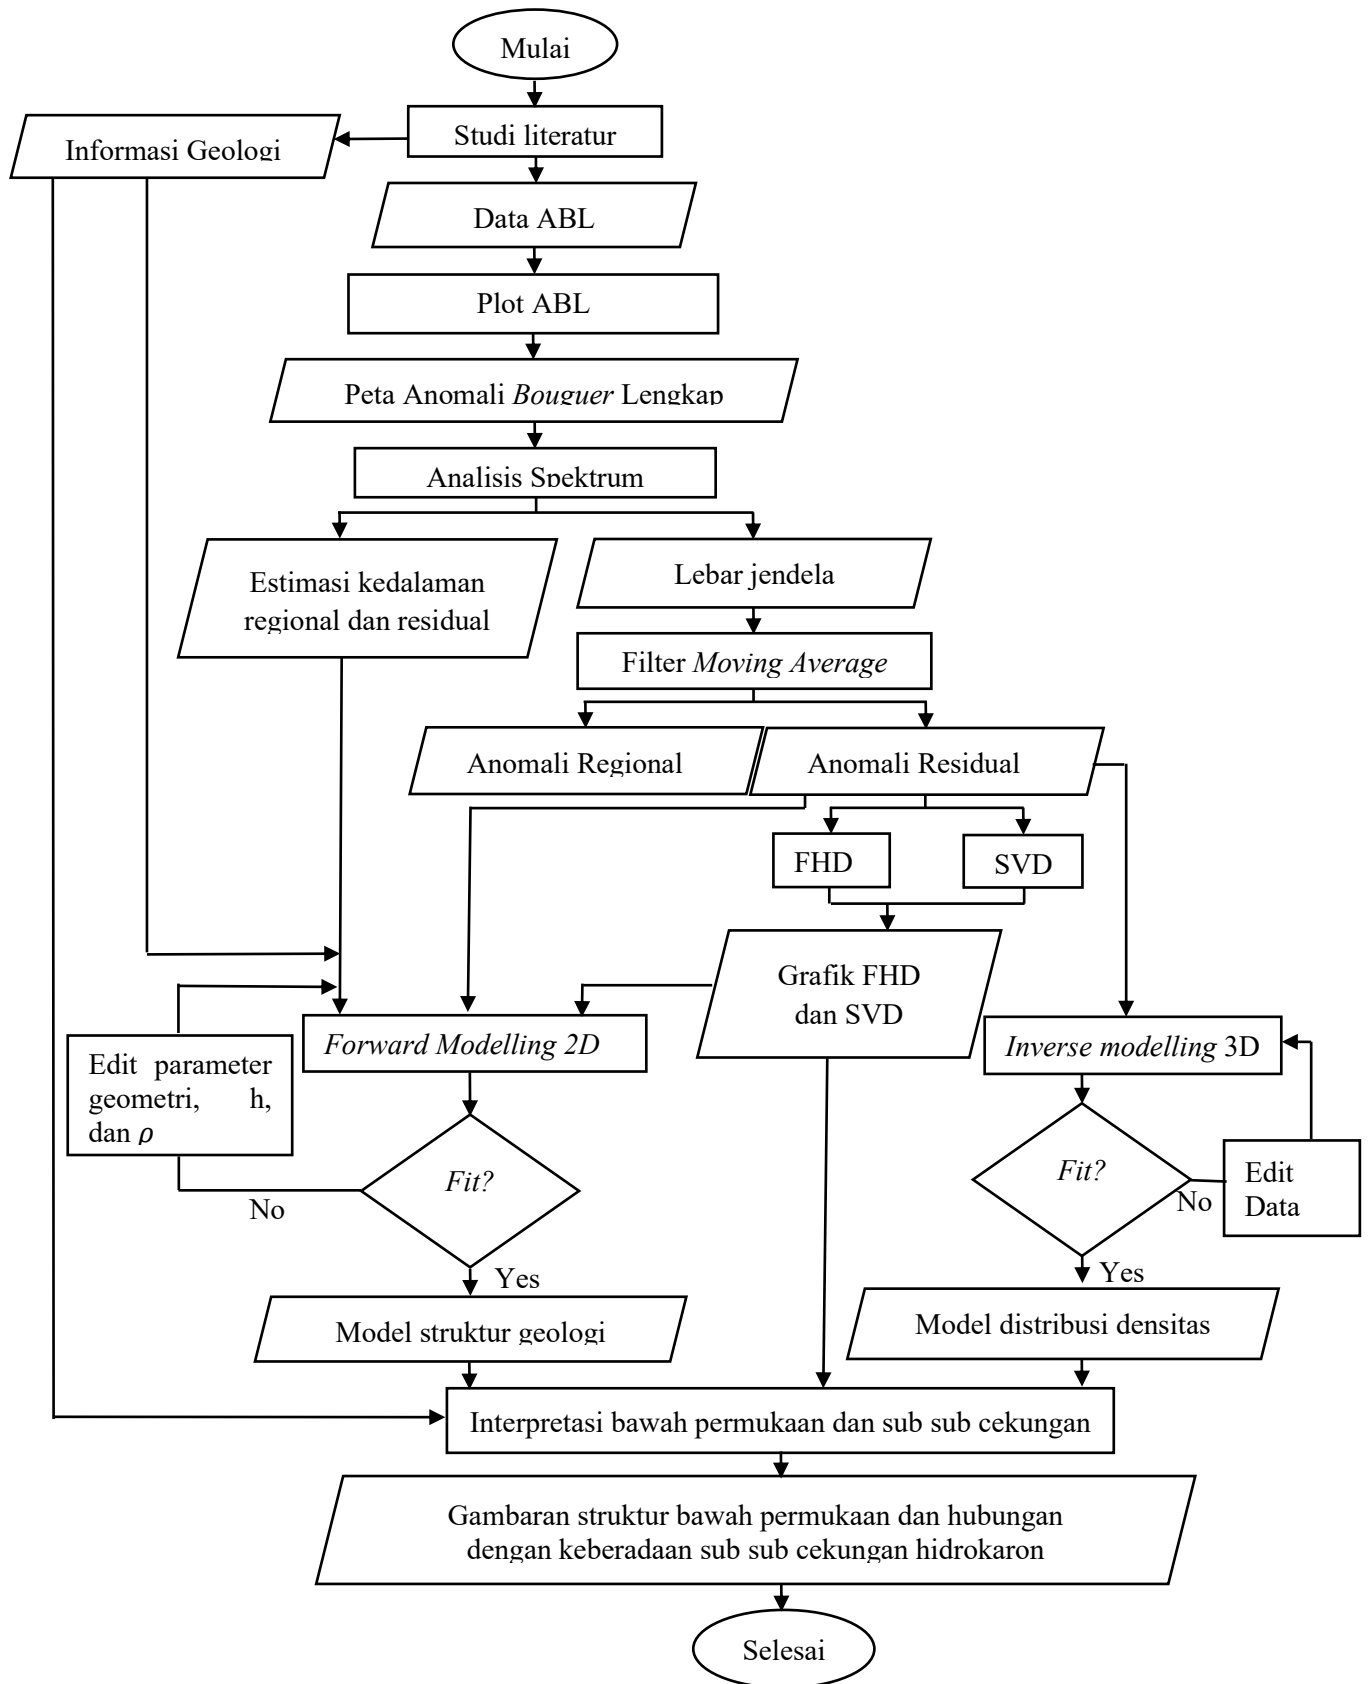 Mulai
Studi literatur
Informasi Geologi
Data ABL
Plot ABL
Peta Anomali Bouguer Lengkap
Analisis Spektrum
Estimasi kedalaman
regional dan residual
Lebar jendela
Filter Moving Average
Anomali Regional
Anomali Residual
FHD
SVD
Grafik FHD
dan SVD
Forward Modelling 2D
Inverse modelling 3D
Edit parameter
geometri, h,
dan ρ
Fit?
No
Yes
Fit?
No
Edit
Data
Yes
Model struktur geologi
Model distribusi densitas
Interpretasi bawah permukaan dan sub sub cekungan
Gambaran struktur bawah permukaan dan hubungan
dengan keberadaan sub sub cekungan hidrokaron
Selesai